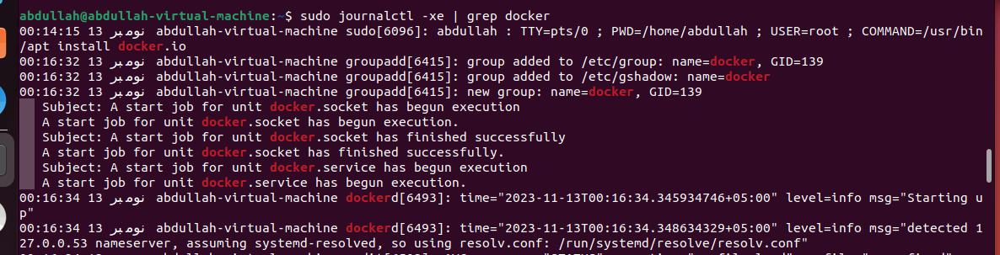 abdullah@abdullah-virtual-machine:~$ sudo journalctl -xe | grep docker
00:14:15 13 نومبر abdullah-virtual-machine sudo[6096]: abdullah : TTY=pts/0 ; PWD=/home/abdullah ; USER=root ; COMMAND=/usr/bin
/apt install docker.io
00:16:32 13 نومبر abdullah-virtual-machine groupadd[6415]: group added to /etc/group: name=docker, GID=139
00:16:32 13 نومبر abdullah-virtual-machine groupadd[6415]: group added to /etc/gshadow: name=docker
00:16:32 13 نومبر abdullah-virtual-machine groupadd[6415]: new group: name=docker, GID=139
Subject: A start job for unit docker.socket has begun execution
A start job for unit docker.socket has begun execution.
Subject: A start job for unit docker.socket has finished successfully
A start job for unit docker.socket has finished successfully.
Subject: A start job for unit docker.service has begun execution
A start job for unit docker.service has begun execution.
00:16:34 13 نومبر abdullah-virtual-machine dockerd[6493]: time="2023-11-13T00:16:34.345934746+05:00" level=info msg="Starting u
p"
00:16:34 13 نومبر abdullah-virtual-machine dockerd[6493]: time="2023-11-13T00:16:34.348634329+05:00" level=info msg="detected 1
27.0.0.53 nameserver, assuming systemd-resolved, so using resolv.conf: /run/systemd/resolve/resolv.conf"